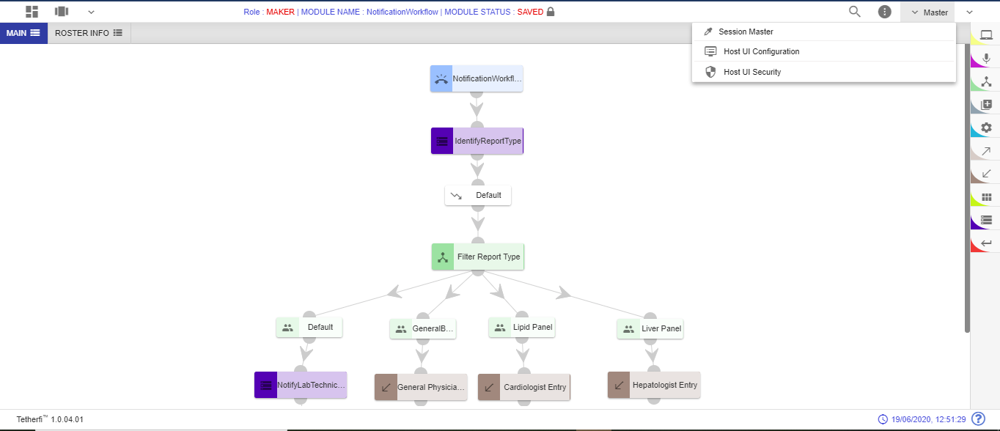 Role : MAKER | MODULE NAME : NotificationWorkflow | MODULE STATUS : SAVED
Master
MAIN
ROSTER INFO
Session Master
Host UI Configuration
Host UI Security
NotificationWorkfl...
IdentifyReportType
Default
Filter Report Type
Default
GeneralB...
Lipid Panel
Liver Panel
NotifyLabTechnic...
General Physicia...
Cardiologist Entry
Hepatologist Entry
Tetherfi™ 1.0.04.01
19/06/2020, 12:51:29